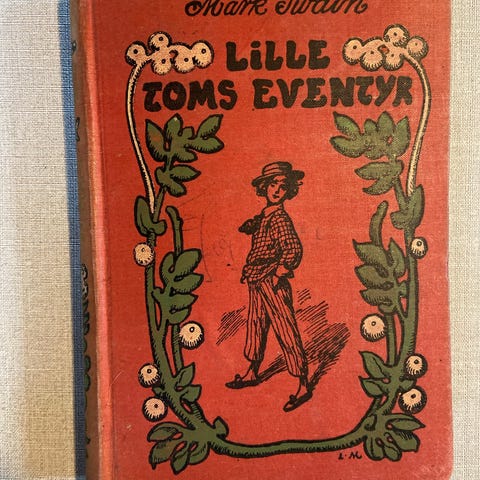 Mark Twain
LILLE
TOMS EVENTYR
L.M